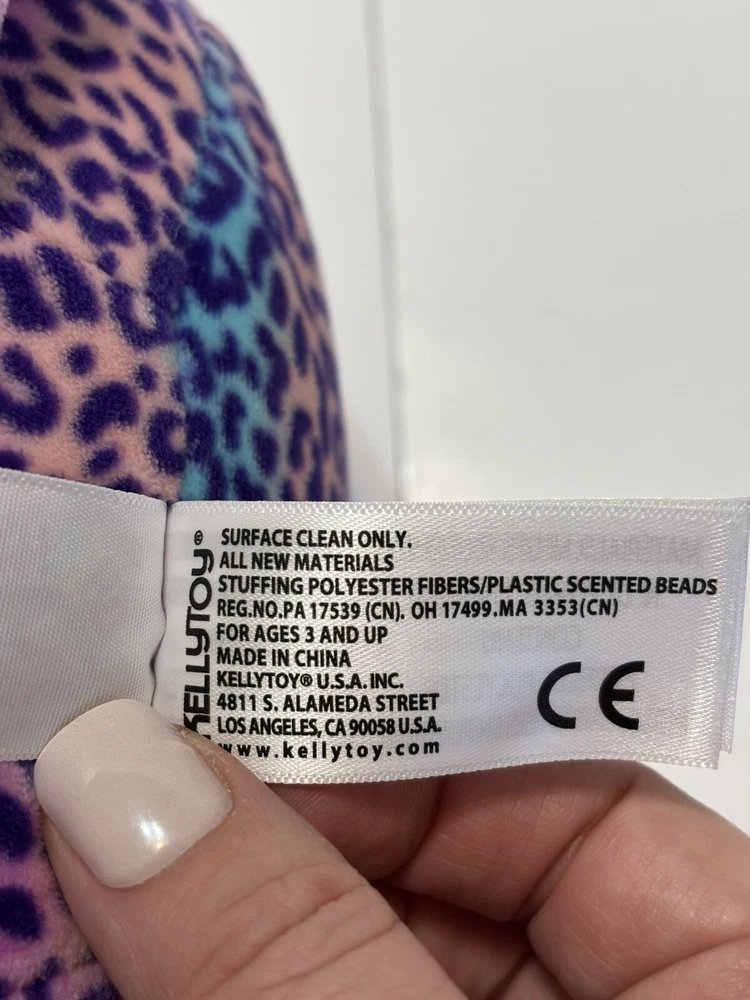 KELLYTOY®
SURFACE CLEAN ONLY.
ALL NEW MATERIALS
STUFFING POLYESTER FIBERS/PLASTIC SCENTED BEADS
REG.NO.PA 17539 (CN). OH 17499.MA 3353(CN)
FOR AGES 3 AND UP
MADE IN CHINA
KELLYTOY® U.S.A. INC.
4811 S. ALAMEDA STREET
LOS ANGELES, CA 90058 U.S.A.
www.kellytoy.com
CE